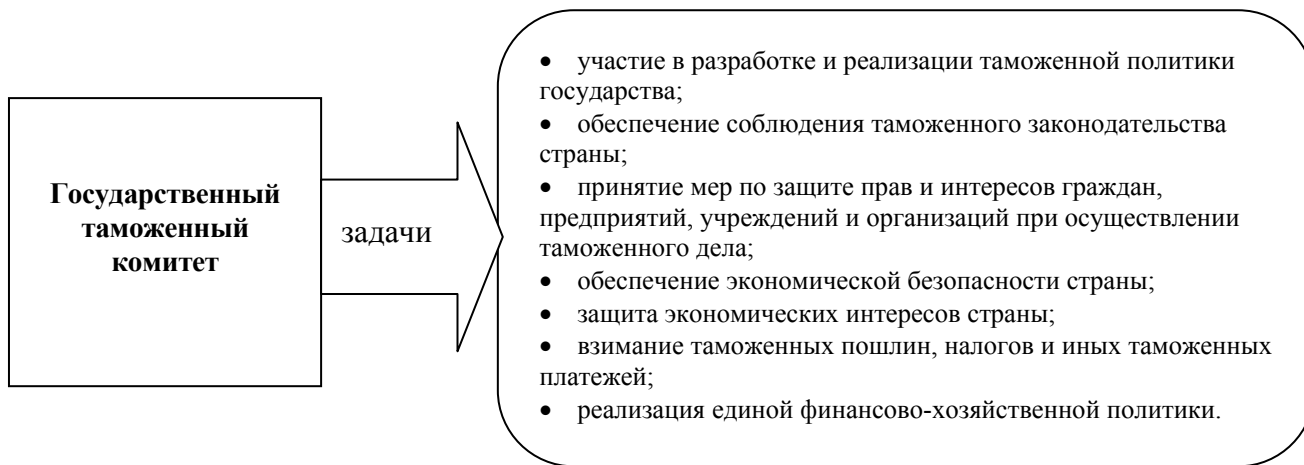 Государственный
таможенный
комитет
задачи
• участие в разработке и реализации таможенной политики
государства;
• обеспечение соблюдения таможенного законодательства
страны;
• принятие мер по защите прав и интересов граждан,
предприятий, учреждений и организаций при осуществлении
таможенного дела;
• обеспечение экономической безопасности страны;
• защита экономических интересов страны;
• взимание таможенных пошлин, налогов и иных таможенных
платежей;
• реализация единой финансово-хозяйственной политики.